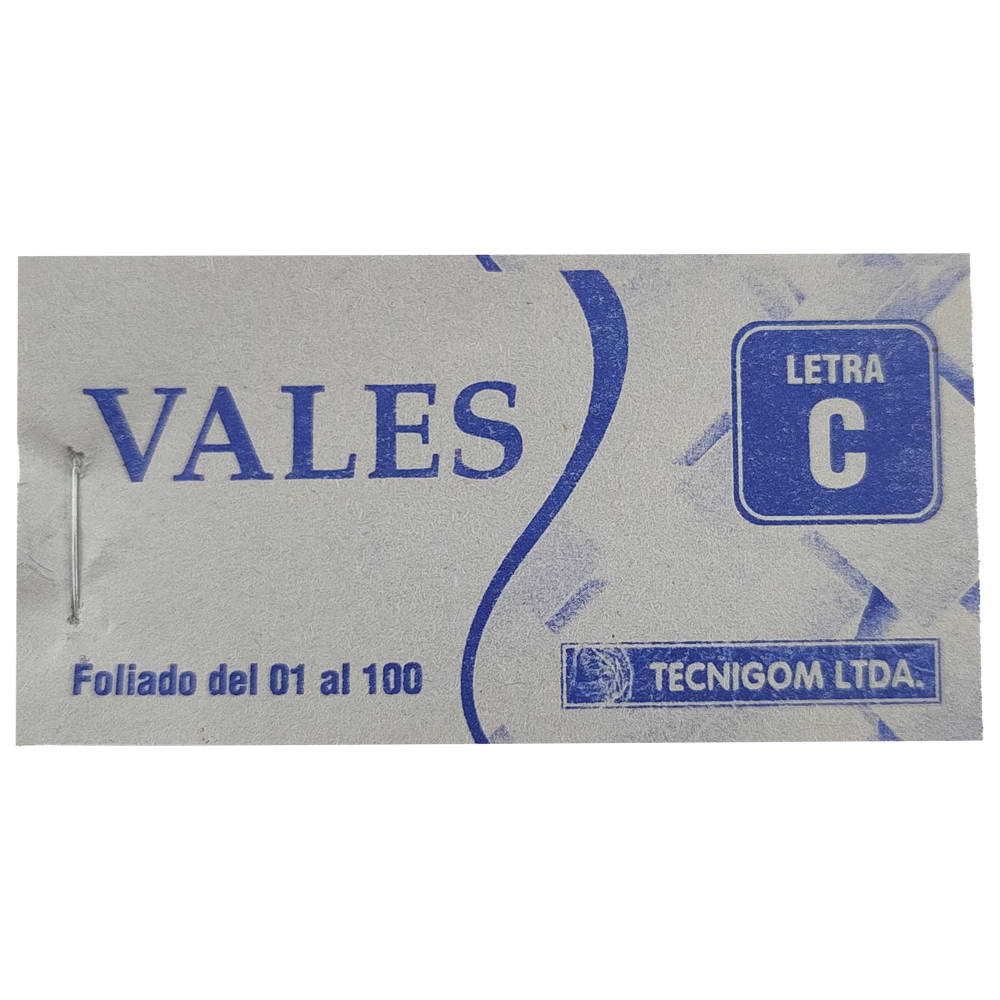 VALES
LETRA
C
Foliado del 01 al 100
TECNIGOM LTDA.